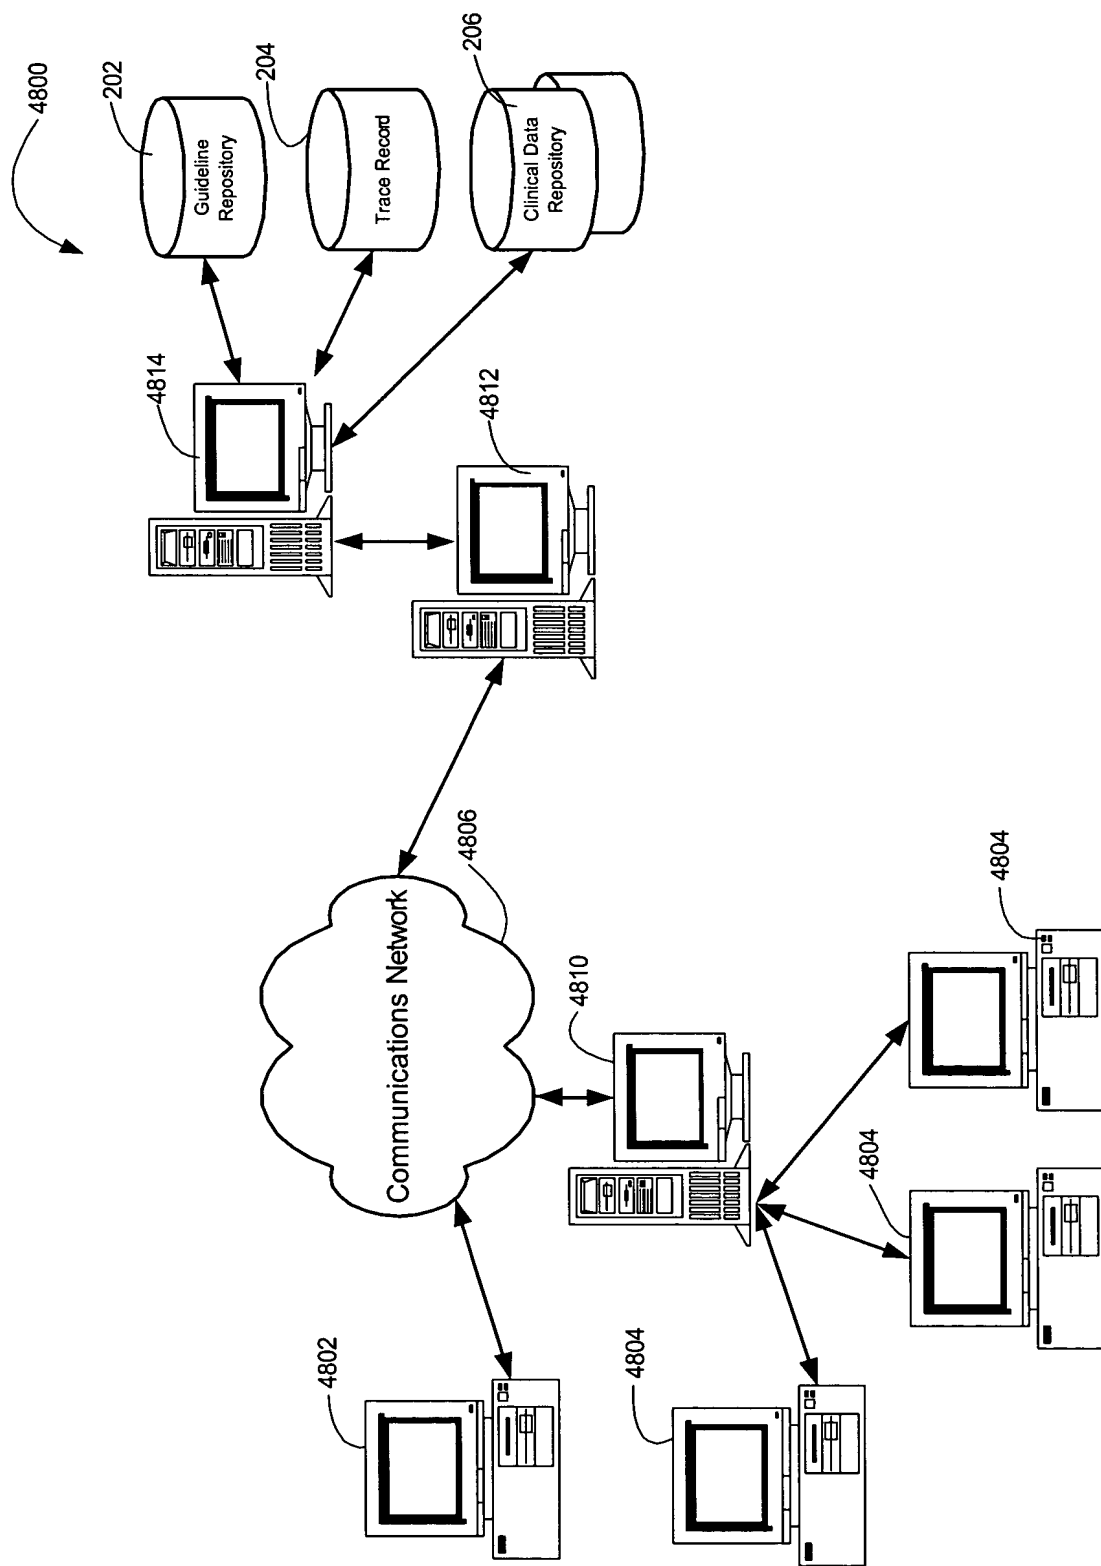 4800
202
Guideline
Repository
204
Trace Record
206
Clinical Data
Repository
4814
4812
4806
Communications Network
4810
4802
4804
4804
4804